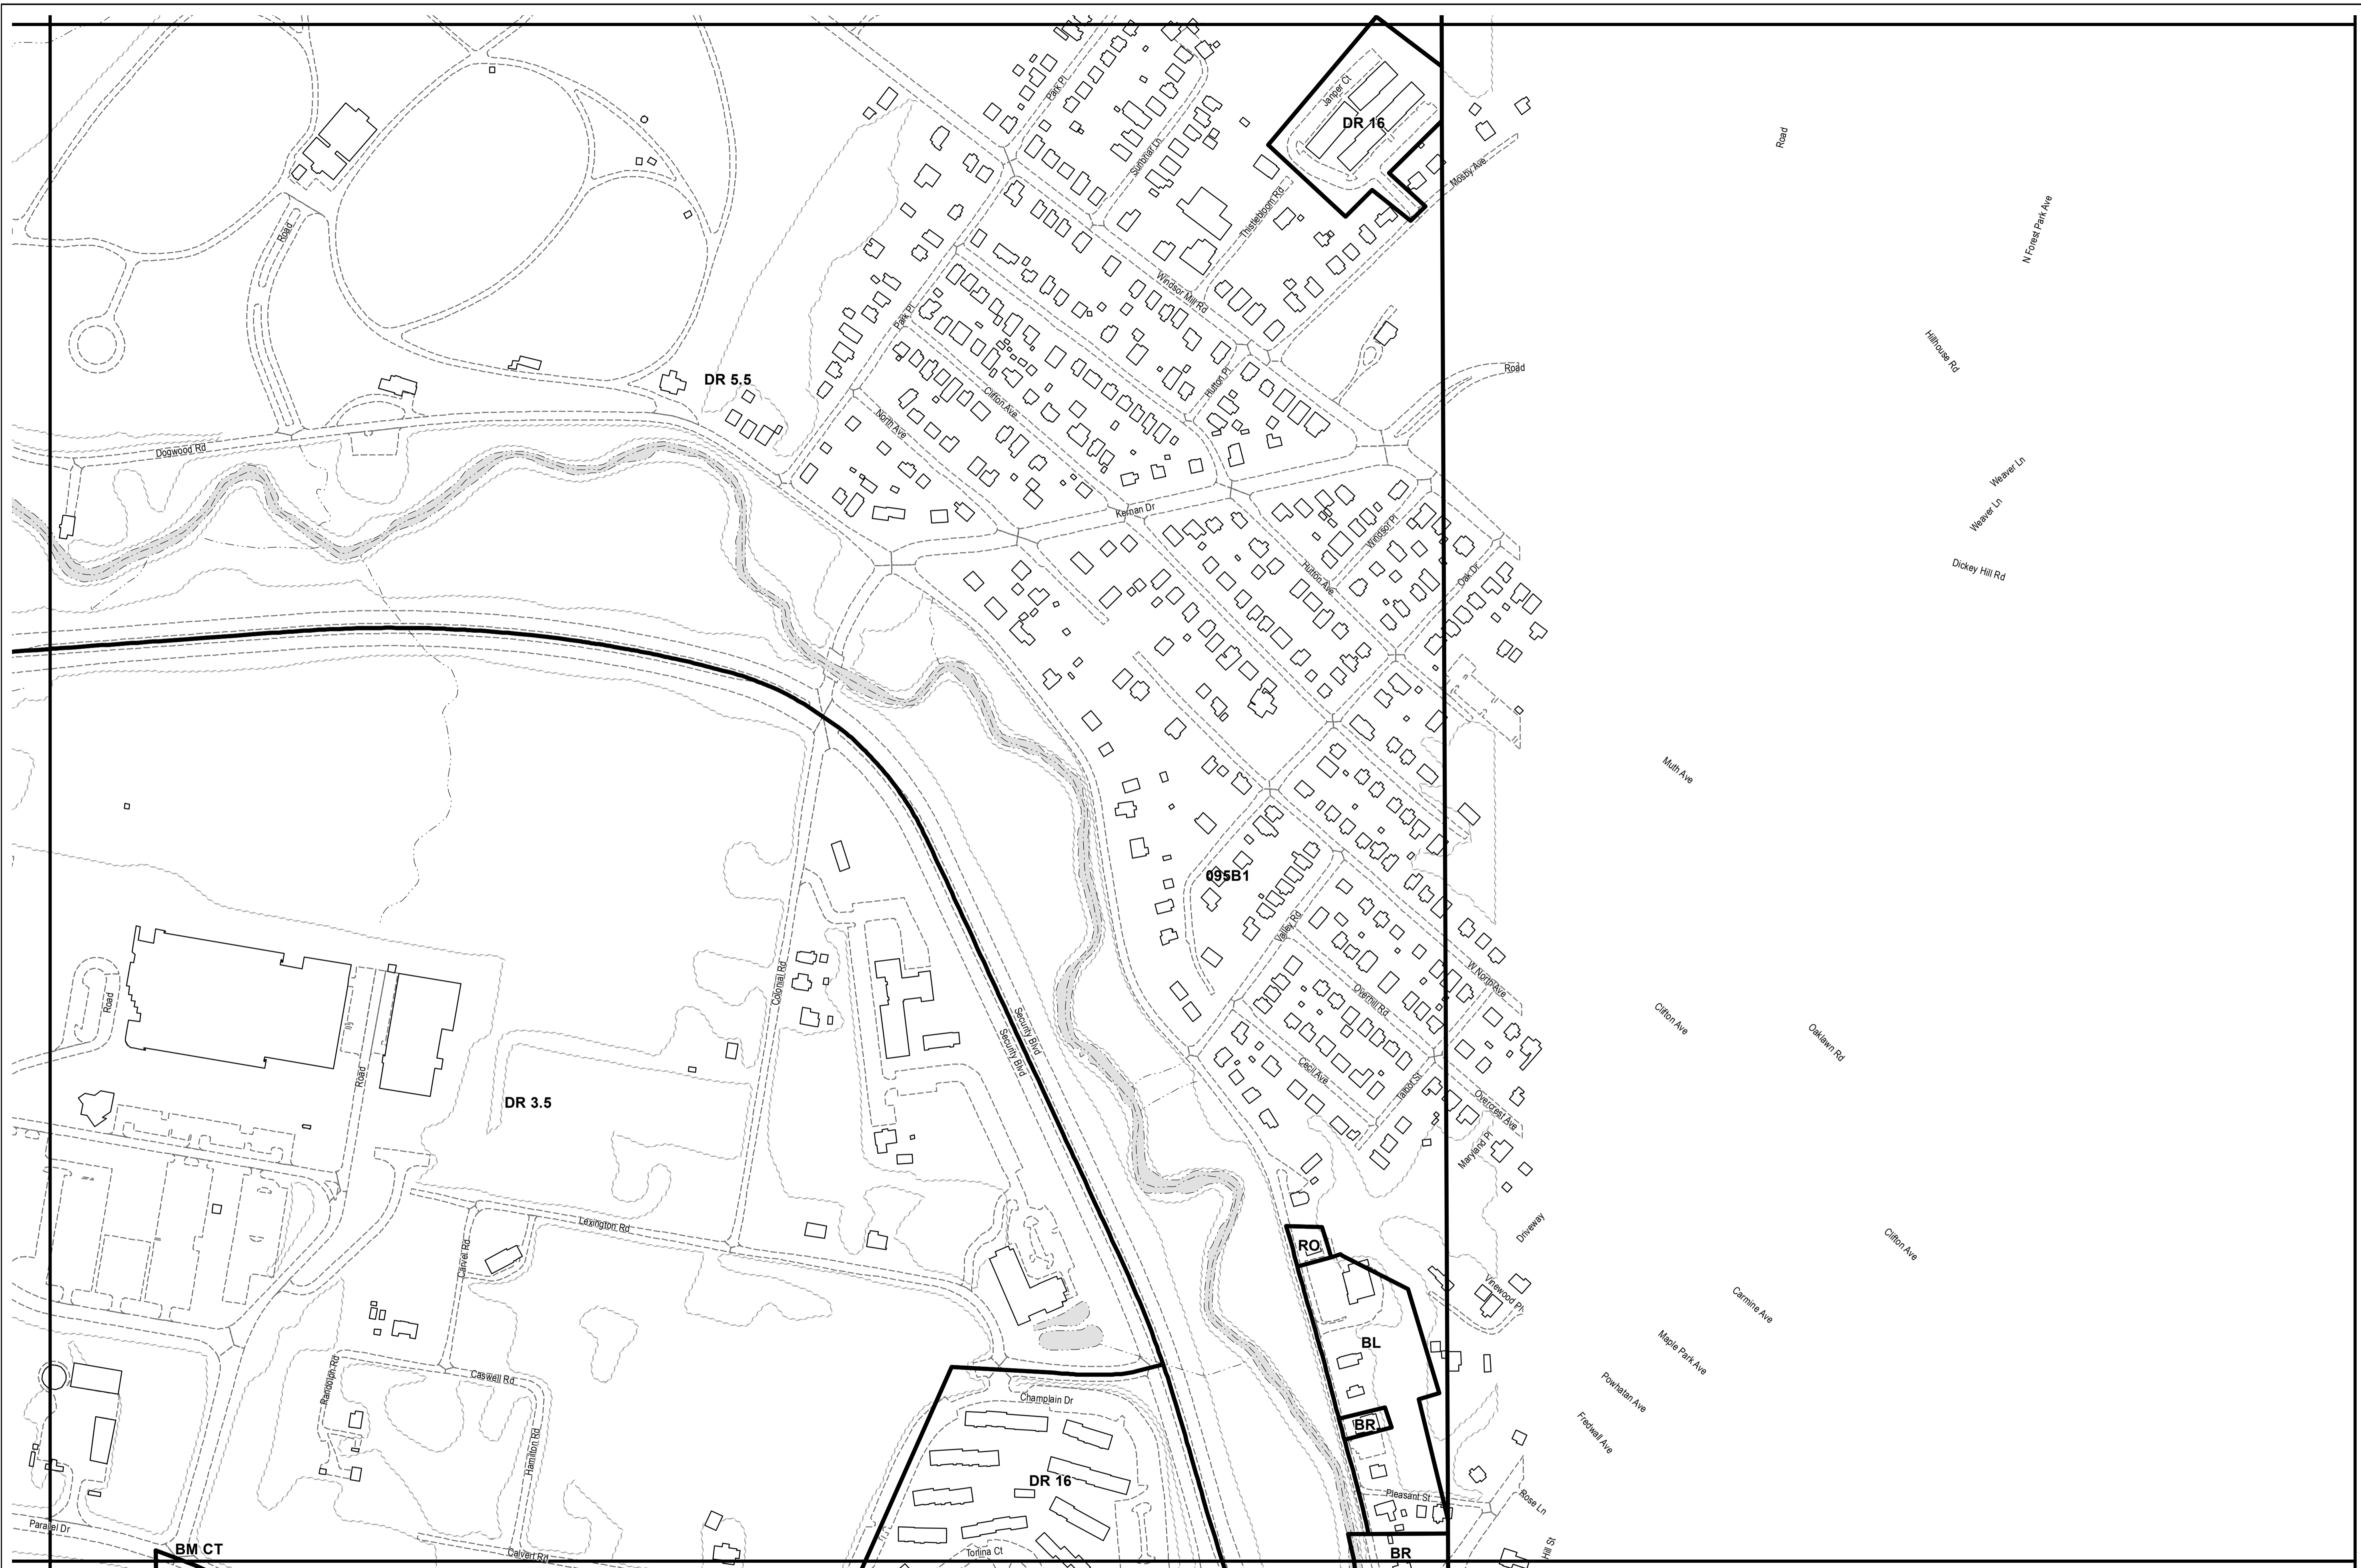 Park Pl
Janper Ct
DR 16
Road
Sunbriar Ln
Mosby Ave
Thistlebloom Rd
N Forest Park Ave
Road
Windsor Mill Rd
Park Pl
Hillhouse Rd
Road
DR 5.5
Hutton Pl
Clifton Ave
North Ave
Dogwood Rd
Weaver Ln
Kernan Dr
Weaver Ln
Windsor Pl
Hutton Ave
Oak Dr
Dickey Hill Rd
Muth Ave
095B1
Valley Rd
W North Ave
Colonial Rd
Overhill Rd
Road
Security Blvd
Security Blvd
Clifton Ave
Oaklawn Rd
Road
Cecil Ave
Talbot St
DR 3.5
Overcrest Ave
Maryland Pl
Lexington Rd
Driveway
RO
Carvel Rd
Clifton Ave
Vinewood Pl
Carmine Ave
BL
Maple Park Ave
Randolph Rd
Caswell Rd
Powhatan Ave
Champlain Dr
BR
Fredwall Ave
Hamilton Rd
DR 16
Pleasant St
Rose Ln
Parallel Dr
BM CT
Calvert Rd
Torlina Ct
BR
Hill St